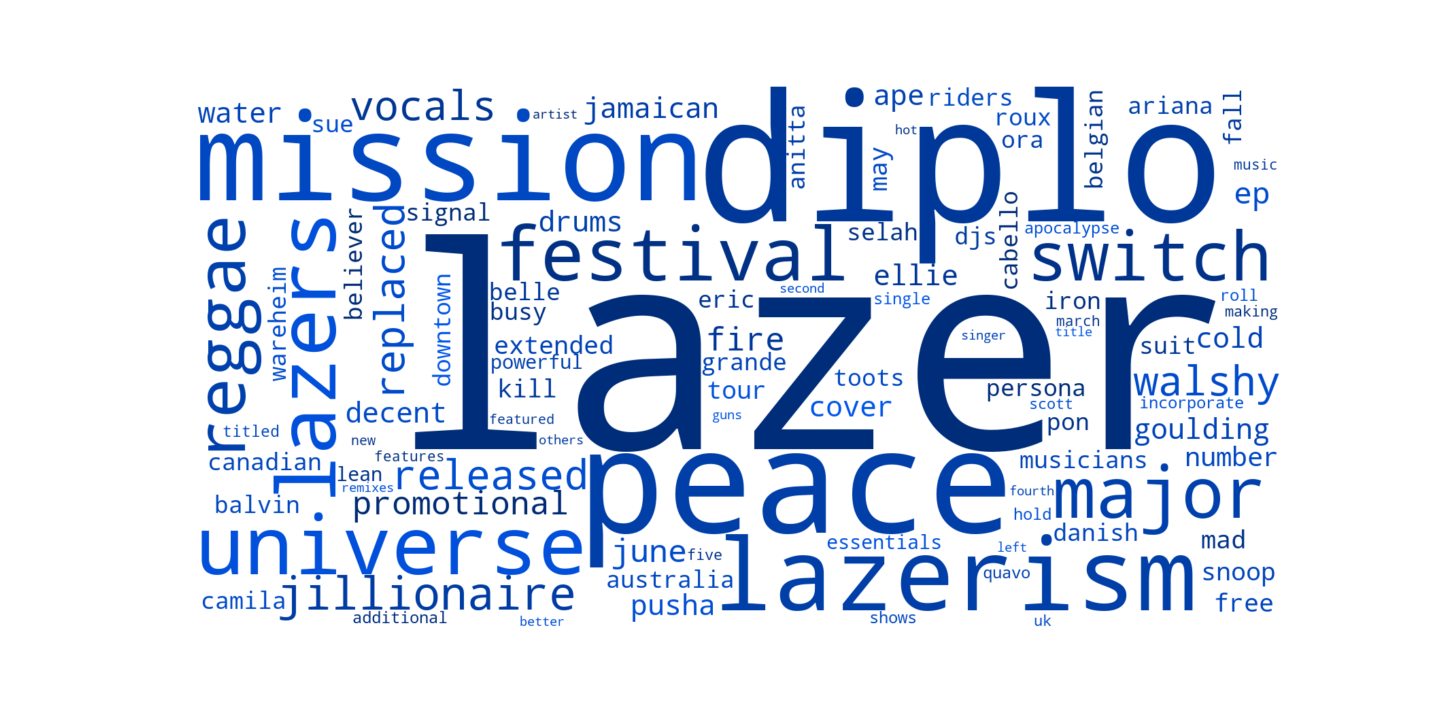 water
sue
vocals
artist
jamaican
diplo
anitta
ape
riders
hot
may
roux
ora
belgian
ariana
fall
music
ep
mission
reggae
lazers
wareheim
believer
replaced
signal
drums
festival
selah
djs
cabello
apocalypse
switch
downtown
lazer
belle
busy
eric
second
ellie
single
iron
march
title
roll
making
extended
powerful
kill
fire
grande
tour
guns
toots
cover
singer
persona
scott
pon
suit
cold
walshy
incorporate
goulding
decent
featured
others
new
titled
features
canadian
lean
remixes
released
peace
musicians
number
balvin
promotional
fourth
hold
major
universe
june
five
essentials
left
danish
mad
australia
lazerism
quavo
snoop
camila
jillionaire
pusha
free
additional
better
shows
uk